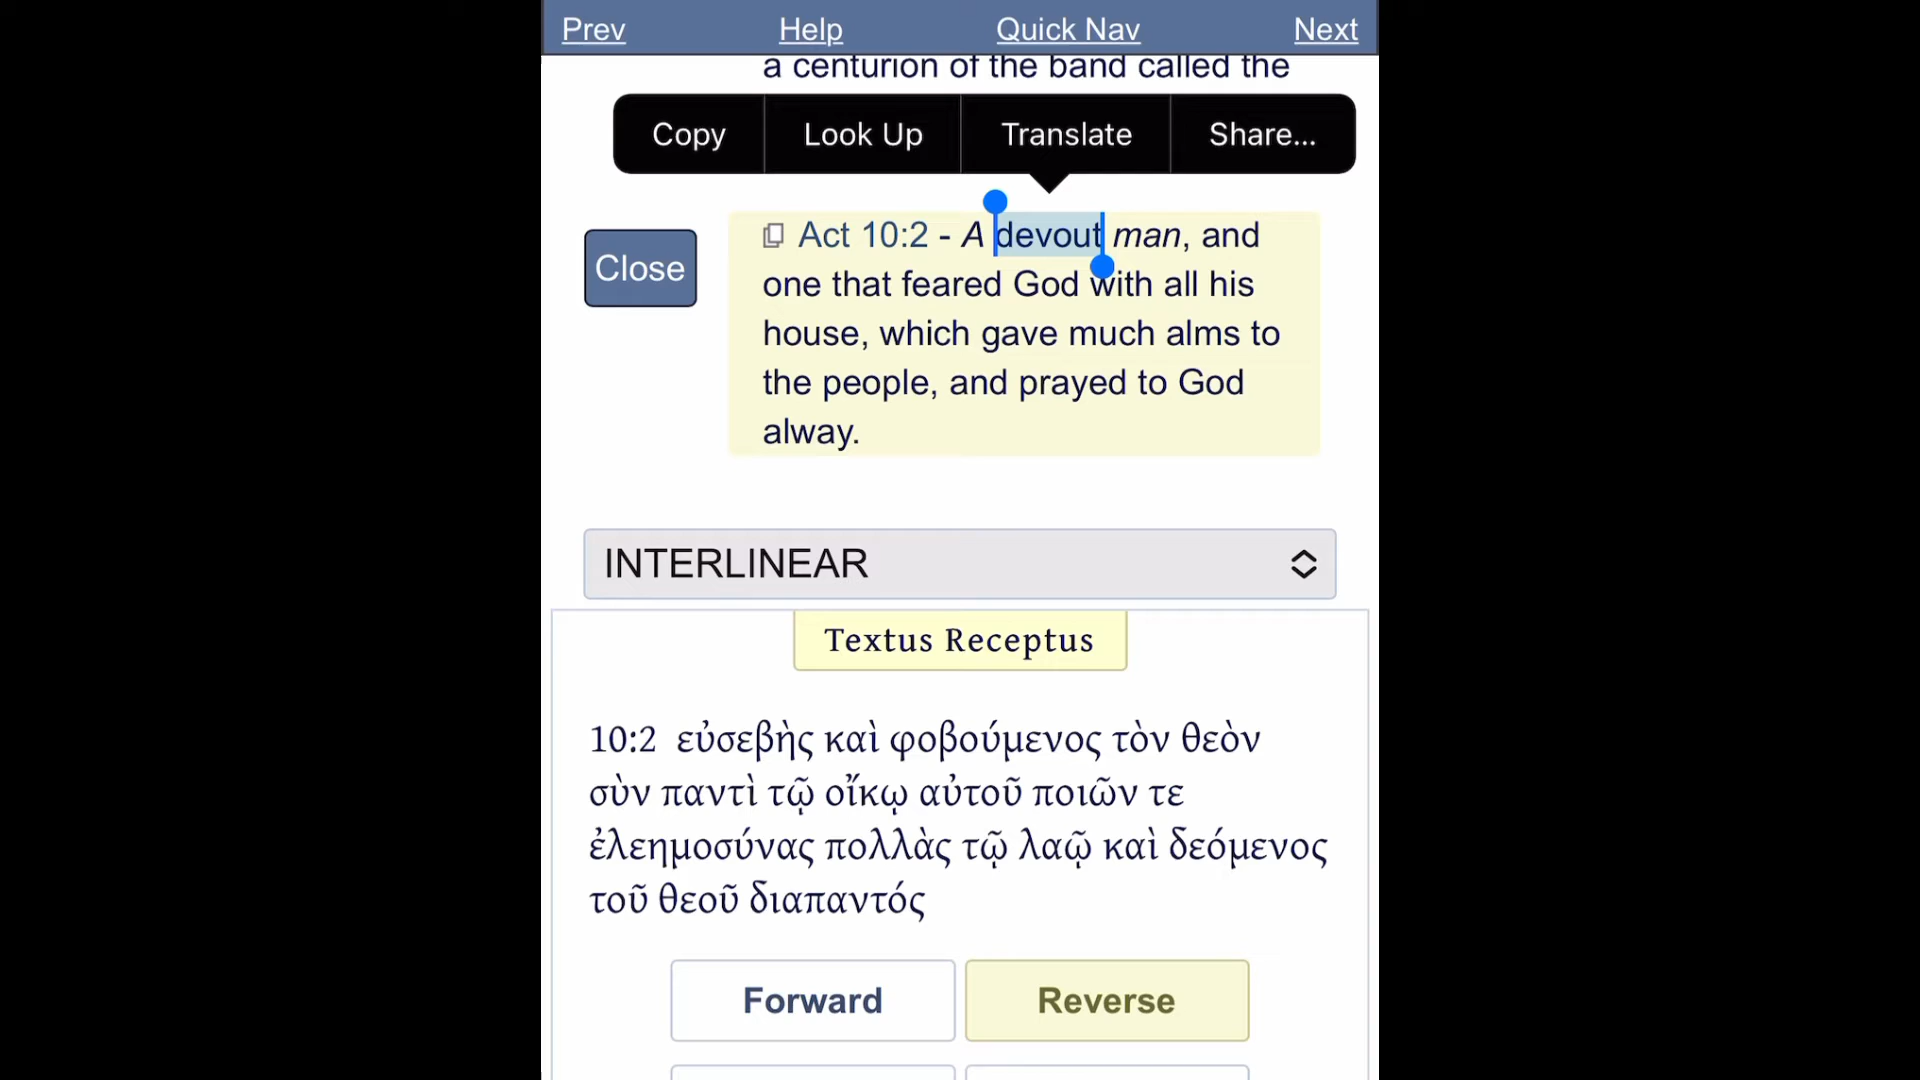 Prev Help Quick Nav Next
a centurion of the band called the
Copy Look Up Translate Share...
Act 10:2 - A devout man, and
Close
one that feared God with all his
house, which gave much alms to
the people, and prayed to God
alway.
INTERLINEAR
Textus Receptus
10:2 εὐσεβὴς καὶ φοβούμενος τὸν θεὸν
σὺν παντὶ τῷ οἴκῳ αὐτοῦ ποιῶν τε
ἐλεημοσύνας πολλὰς τῷ λαῷ καὶ δεόμενος
τοῦ θεοῦ διαπαντός
Forward Reverse